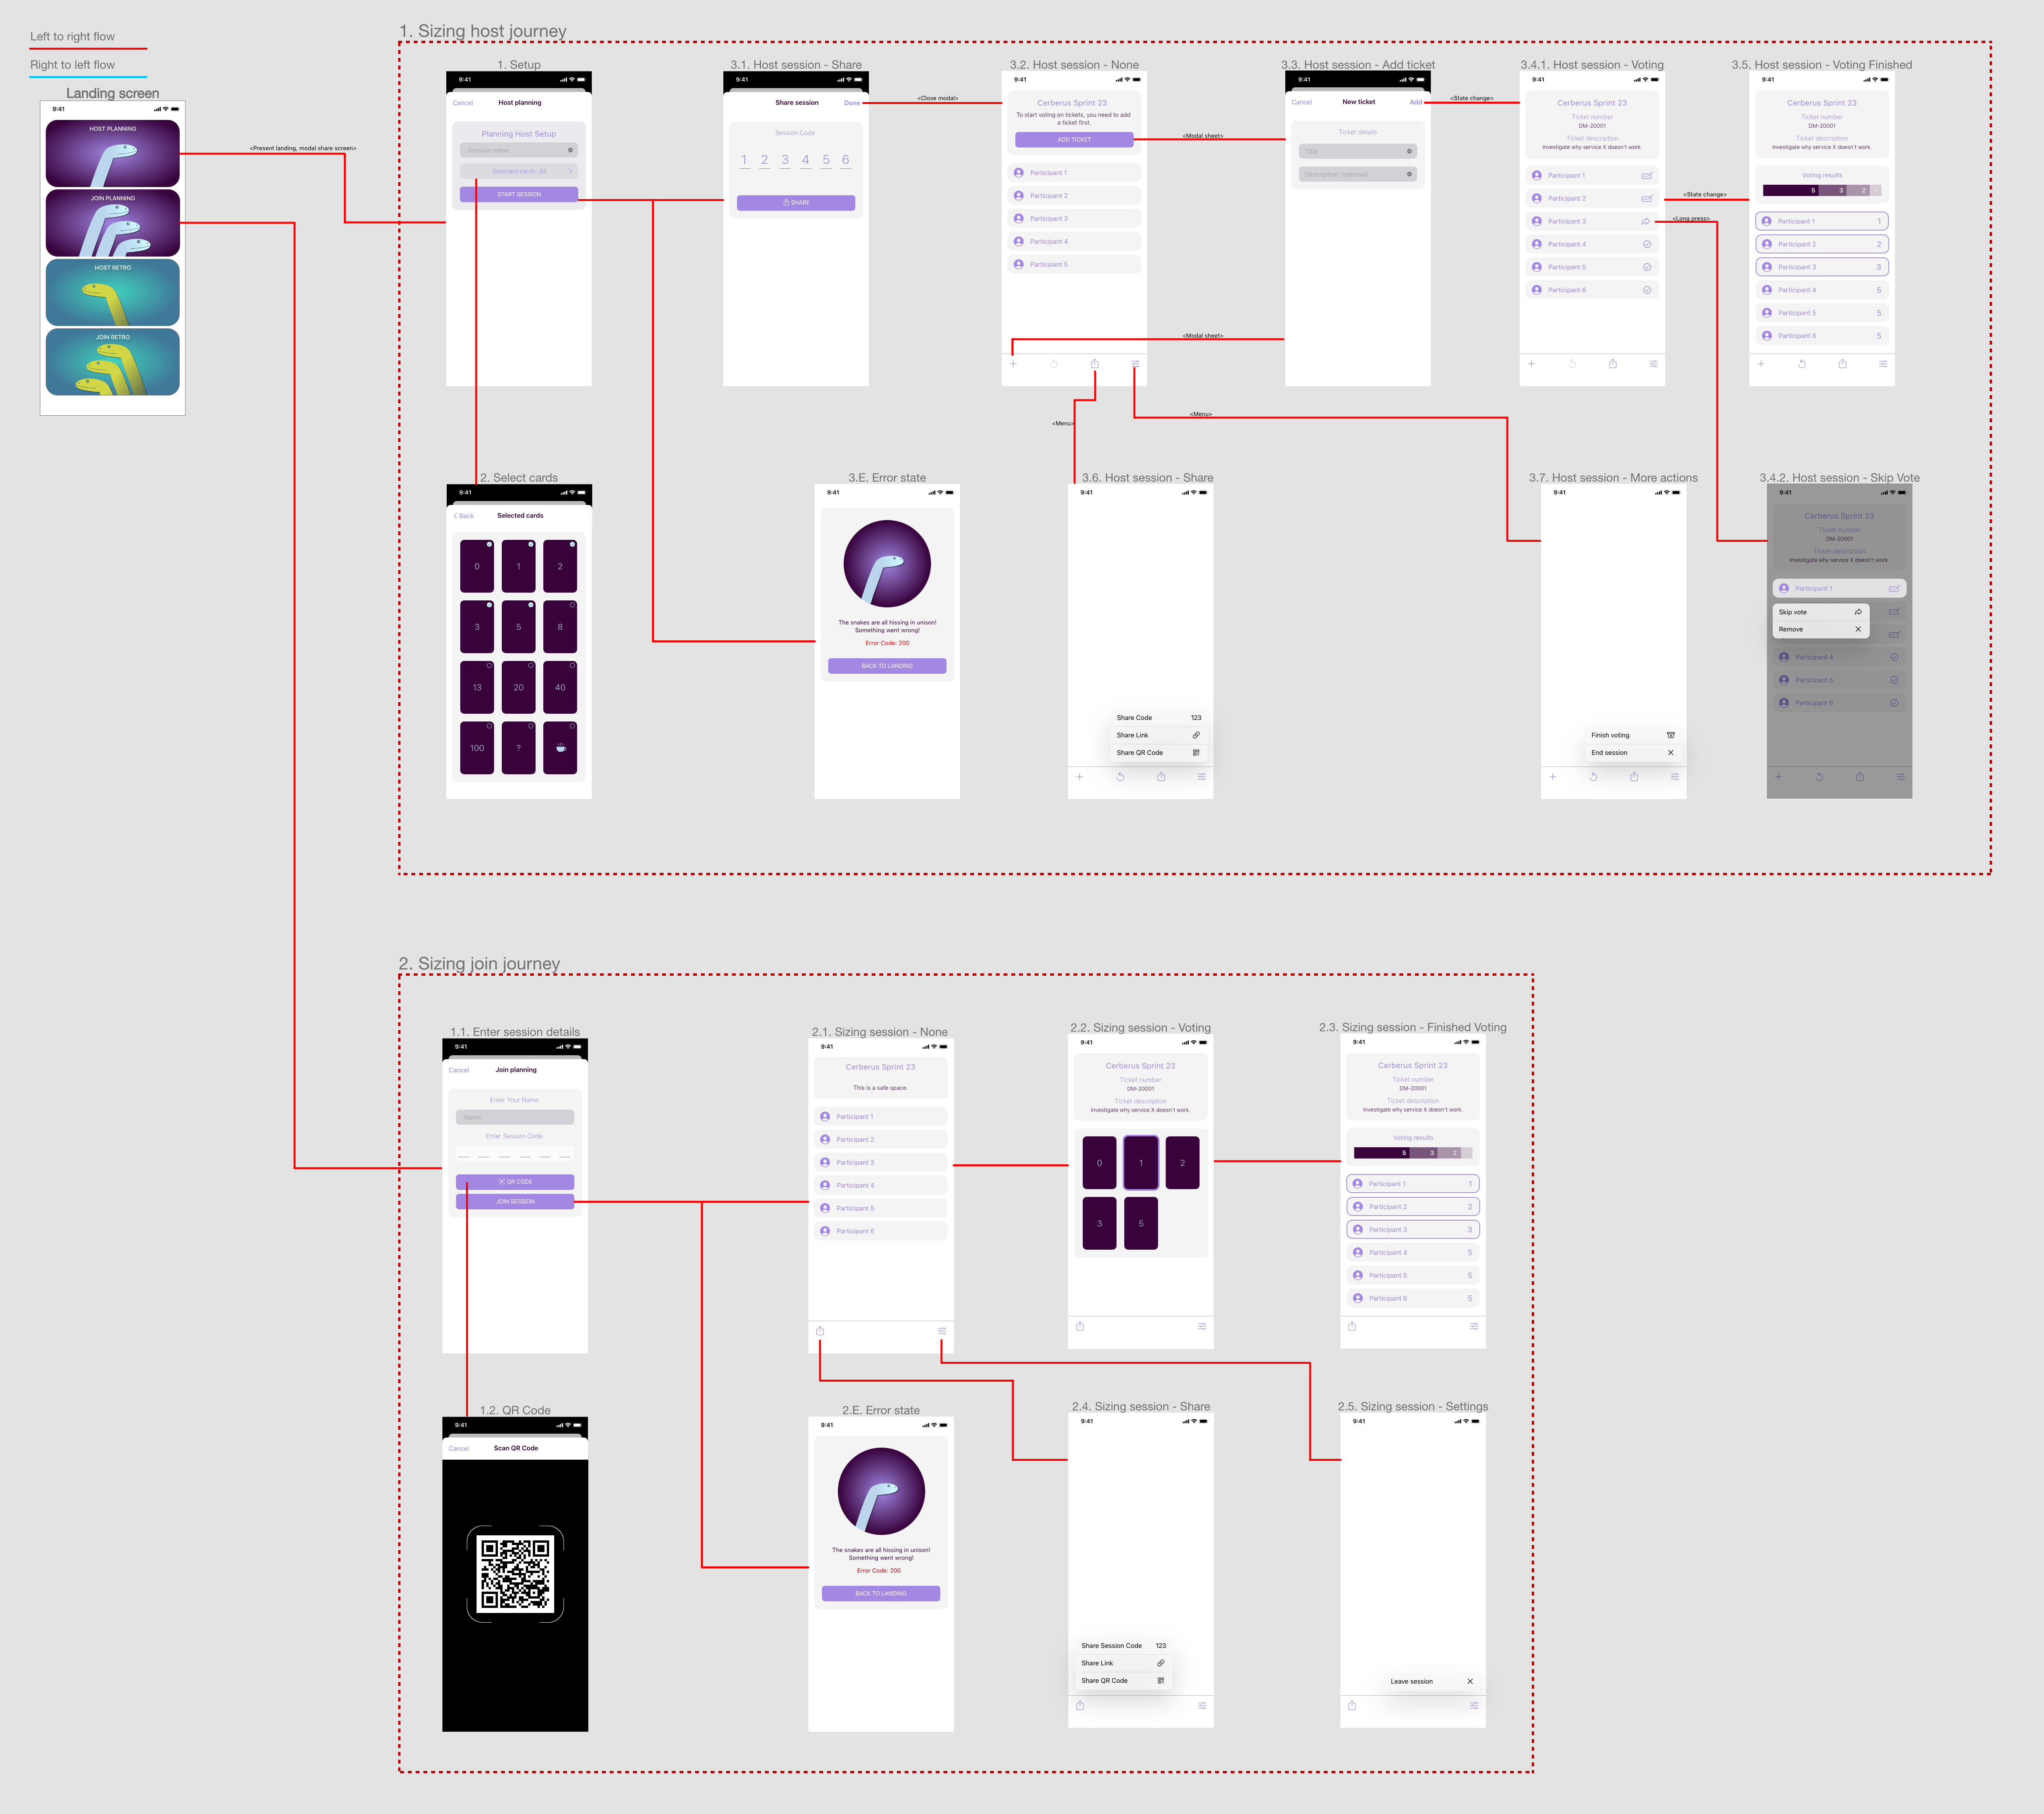 Left to right flow
Right to left flow
Landing screen
9:41
HOST PLANNING
JOIN PLANNING
HOST RETRO
JOIN RETRO
<Present landing, modal share screen>
1. Sizing host journey
1. Setup
9:41
Cancel
Host planning
Planning Host Setup
Session name
Selected cards: All
START SESSION
3.1. Host session - Share
9:41
Share session
Done
Session Code
1 2 3 4 5 6
SHARE
<Close modal>
3.2. Host session - None
9:41
Cerberus Sprint 23
To start voting on tickets, you need to add
a ticket first.
ADD TICKET
Participant 1
Participant 2
Participant 3
Participant 4
Participant 5
<Modal sheet>
<Modal sheet>
3.3. Host session - Add ticket
9:41
Cancel
New ticket
Add
Ticket details
Title
Description (optional)
<State change>
3.4.1. Host session - Voting
9:41
Cerberus Sprint 23
Ticket number
DM-20001
Ticket description
Investigate why service X doesn't work.
Participant 1
Participant 2
Participant 3
Participant 4
Participant 5
Participant 6
<State change>
<Long press>
3.5. Host session - Voting Finished
9:41
Cerberus Sprint 23
Ticket number
DM-20001
Ticket description
Investigate why service X doesn't work.
Voting results
5 3 2
Participant 1 1
Participant 2 2
Participant 3 3
Participant 4 5
Participant 5 5
Participant 6 5
<Menu>
<Menu>
2. Select cards
9:41
Back
Selected cards
0 1 2
3 5 8
13 20 40
100 ?
3.E. Error state
9:41
The snakes are all hissing in unison!
Something went wrong!
Error Code: 200
BACK TO LANDING
3.6. Host session - Share
9:41
Share Code 123
Share Link
Share QR Code
3.7. Host session - More actions
9:41
Finish voting
End session
3.4.2. Host session - Skip Vote
9:41
Cerberus Sprint 23
Ticket number
DM-20001
Ticket description
Investigate why service X doesn't work.
Participant 1
Skip vote
Remove
Participant 4
Participant 5
Participant 6
2. Sizing join journey
1.1. Enter session details
9:41
Cancel
Join planning
Enter Your Name
Name
Enter Session Code
QR CODE
JOIN SESSION
2.1. Sizing session - None
9:41
Cerberus Sprint 23
This is a safe space.
Participant 1
Participant 2
Participant 3
Participant 4
Participant 5
Participant 6
2.2. Sizing session - Voting
9:41
Cerberus Sprint 23
Ticket number
DM-20001
Ticket description
Investigate why service X doesn't work.
0 1 2
3 5
2.3. Sizing session - Finished Voting
9:41
Cerberus Sprint 23
Ticket number
DM-20001
Ticket description
Investigate why service X doesn't work.
Voting results
5 3 2
Participant 1 1
Participant 2 2
Participant 3 3
Participant 4 5
Participant 5 5
Participant 6 5
1.2. QR Code
9:41
Cancel
Scan QR Code
2.E. Error state
9:41
The snakes are all hissing in unison!
Something went wrong!
Error Code: 200
BACK TO LANDING
2.4. Sizing session - Share
9:41
Share Session Code 123
Share Link
Share QR Code
2.5. Sizing session - Settings
9:41
Leave session